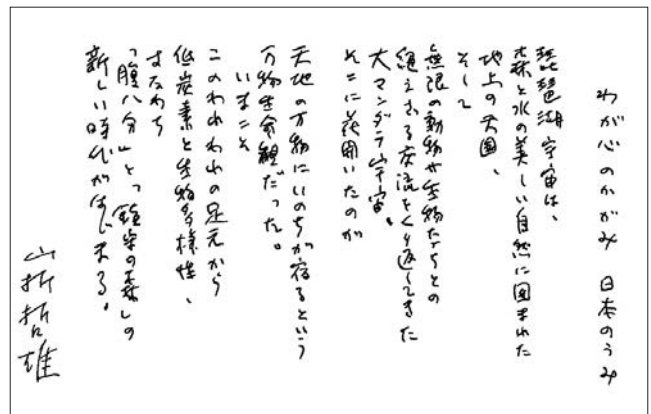 わが心のかがみ 日本のうみ
琵琶湖宇宙は、
森と水の美しい自然に囲まれた
地上の天国、
そして
無限の動物や生物たちとの
絶えざる交流をくり返してきた
大マンダラ宇宙。
そこに花開いたのが
天地の万物にいのちが宿るという
万物生命観だった。
いまこそ
このわれわれの足元から
低炭素と生物多様性、
すなわち
「腹八分」と「鎮守の森」の
新しい時代がはじまる。
山折哲雄